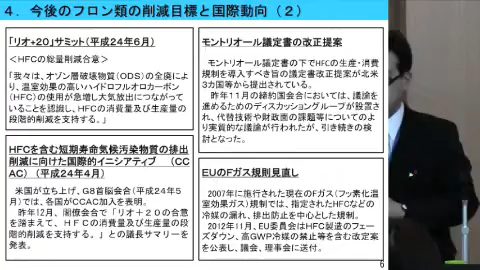 4．今後のフロン類の削減目標と国際動向（2）
「リオ+20」サミット（平成24年6月）
＜HFCの総量削減合意＞
「我々は、オゾン層破壊物質（ODS）の全廃によ
り、温室効果の高いハイドロフルオロカーボン
（HFC）の使用が急増し大気放出につながって
いることを認識し、HFCの消費量及び生産量の
段階的削減を支持する。」
HFCを含む短期寿命気候汚染物質の排出
削減に向けた国際的イニシアティブ　（CC
AC）（平成24年4月）
米国が立ち上げ、G8首脳会合（平成24年5
月）では、各国がCCAC加入を表明。
昨年12月、閣僚会合で「リオ＋20の合意
を踏まえて、ＨＦＣの消費量及び生産量の段
階的削減を支持する。」との議長サマリーを
発表。
モントリオール議定書の改正提案
モントリオール議定書の下でHFCの生産・消費
規制を導入すべき旨の議定書改正提案が北米
3カ国等から提出されている。
昨年11月の締約国会合においては、議論を
進めるためのディスカッショングループが設置さ
れ、代替技術や財政面の課題等についてのよ
り実質的な議論が行われたが、引き続きの検
討となった。
EUのFガス規則見直し
2007年に施行された現在のFガス（フッ素化温
室効果ガス）規制では、指定されたHFCなどの
冷媒の漏れ、排出防止を中心とした規制。
2012年11月、EU委員会はHFC製造のフェー
ズダウン、高GWP冷媒の禁止等を含む改定案
を公表し、議会、理事会に送付。
6